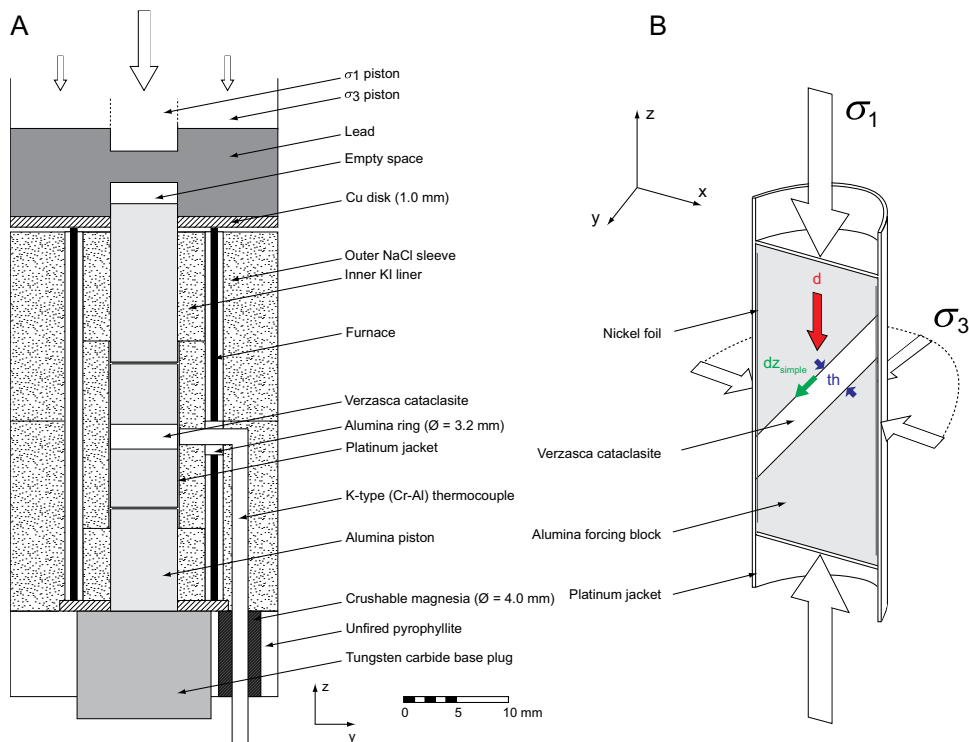 A
σ1 piston
σ3 piston
Lead
Empty space
Cu disk (1.0 mm)
Outer NaCl sleeve
Inner KI liner
Furnace
Verzasca cataclasite
Alumina ring (Ø = 3.2 mm)
Platinum jacket
K-type (Cr-Al) thermocouple
Alumina piston
Crushable magnesia (Ø = 4.0 mm)
Unfired pyrophyllite
Tungsten carbide base plug
z
y
0 5 10 mm
B
σ1
z
x
y
d
σ3
Nickel foil
dzsimple
th
Verzasca cataclasite
Alumina forcing block
Platinum jacket